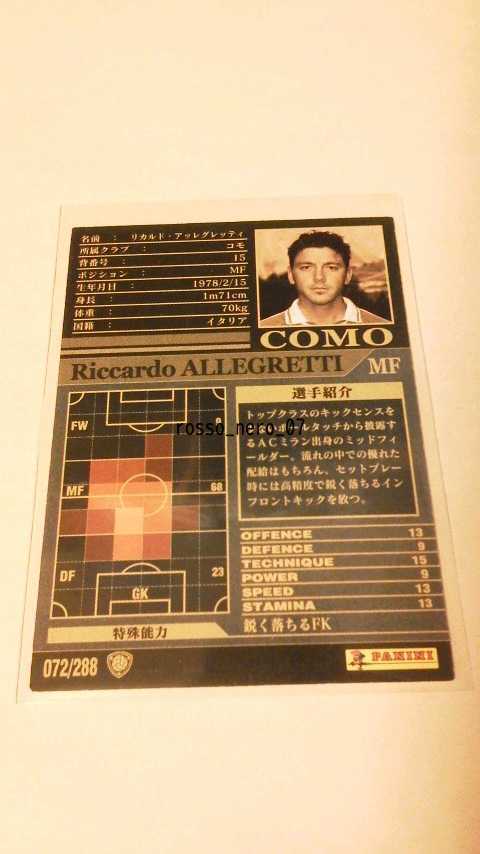 名前 : リカルド・アッレグレッティ
所属クラブ : コモ
背番号 : 15
ポジション : MF
生年月日 : 1978/2/15
身長 : 1m71cm
体重 : 70kg
国籍 : イタリア
COMO
Riccardo ALLEGRETTI MF
FW
MF 68
DF 23
GK
選手紹介
トップクラスのキックセンスを
ルタッチから披露す
るACミラン出身のミッドフィ
ールダー。流れの中での優れた
配給はもちろん、セットプレー
時には高精度で鋭く落ちるイン
フロントキックを放つ。
rosso_nero_07
OFFENCE 13
DEFENCE 9
TECHNIQUE 15
POWER 9
SPEED 13
STAMINA 13
特殊能力
鋭く落ちるFK
072/288
PANINI